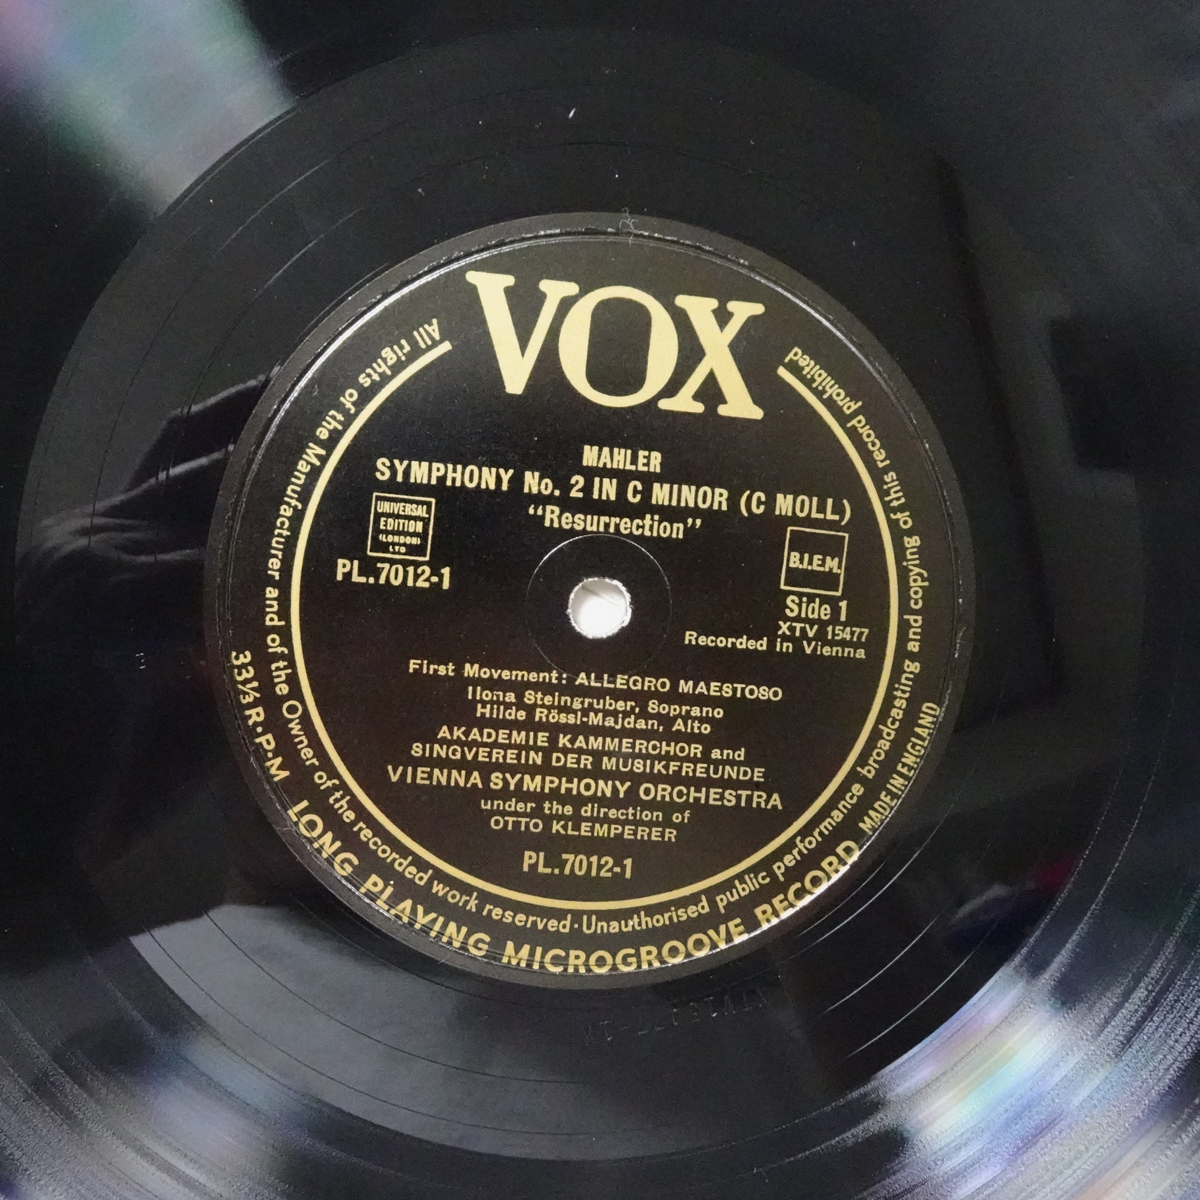 VOX
MAHLER
SYMPHONY No. 2 IN C MINOR (C MOLL)
“Resurrection”
UNIVERSAL
EDITION
(LONDON)
LTD
PL.7012-1
B.I.E.M.
Side 1
XTV 15477
Recorded in Vienna
First Movement: ALLEGRO MAESTOSO
Ilona Steingruber, Soprano
Hilde Rössl-Majdan, Alto
AKADEMIE KAMMERCHOR and
SINGVEREIN DER MUSIKFREUNDE
VIENNA SYMPHONY ORCHESTRA
under the direction of
OTTO KLEMPERER
PL.7012-1
All rights of the Manufacturer and of the Owner of the recorded work reserved · Unauthorised public performance broadcasting and copying of this record prohibited
33⅓ R·P·M
LONG PLAYING MICROGROOVE RECORD
MADE IN ENGLAND